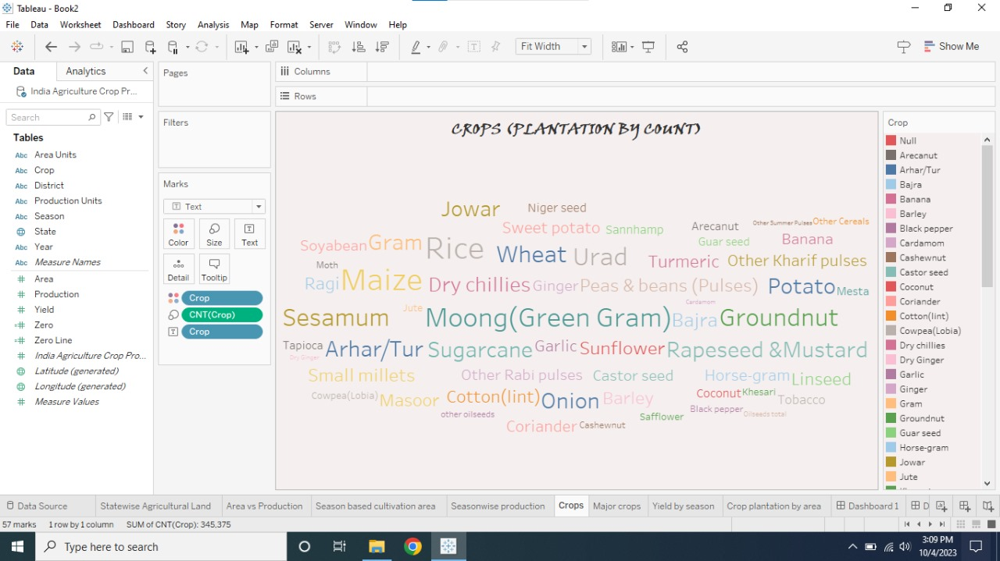 Tableau - Book2
File Data Worksheet Dashboard Story Analysis Map Format Server Window Help
Fit Width
Show Me
Data Analytics
India Agriculture Crop Pr...
Search
Tables
Abc Area Units
Abc Crop
Abc District
Abc Production Units
Abc Season
State
Abc Year
Abc Measure Names
Area
Production
Yield
Zero
Zero Line
India Agriculture Crop Pro...
Latitude (generated)
Longitude (generated)
Measure Values
Pages
Filters
Marks
Text
Color Size Text
Detail Tooltip
Crop
CNT(Crop)
Crop
Columns
Rows
CROPS (PLANTATION BY COUNT)
Jowar Niger seed
Sweet potato Sannhamp Arecanut Other Summer Pulses Other Cereals
Soyabean Gram Rice Wheat Urad Guar seed Banana
Moth Turmeric Other Kharif pulses
Ragi Maize Dry chillies Ginger Peas & beans (Pulses) Potato Mesta
Jute Cardamom
Sesamum Moong(Green Gram) Bajra Groundnut
Tapioca Arhar/Tur Sugarcane Garlic Sunflower Rapeseed &Mustard
Dry Ginger
Small millets Other Rabi pulses Castor seed Horse-gram Linseed
Cowpea(Lobia) Masoor Cotton(lint) Onion Barley Coconut Khesari Tobacco
other oilseeds Safflower Black pepper Oilseeds total
Coriander Cashewnut
Crop
Null
Arecanut
Arhar/Tur
Bajra
Banana
Barley
Black pepper
Cardamom
Cashewnut
Castor seed
Coconut
Coriander
Cotton(lint)
Cowpea(Lobia)
Dry chillies
Dry Ginger
Garlic
Ginger
Gram
Groundnut
Guar seed
Horse-gram
Jowar
Jute
Data Source Statewise Agricultural Land Area vs Production Season based cultivation area Seasonwise production Crops Major crops Yield by season Crop plantation by area Dashboard 1 D
57 marks 1 row by 1 column SUM of CNT(Crop): 345,375
Type here to search
3:09 PM
10/4/2023